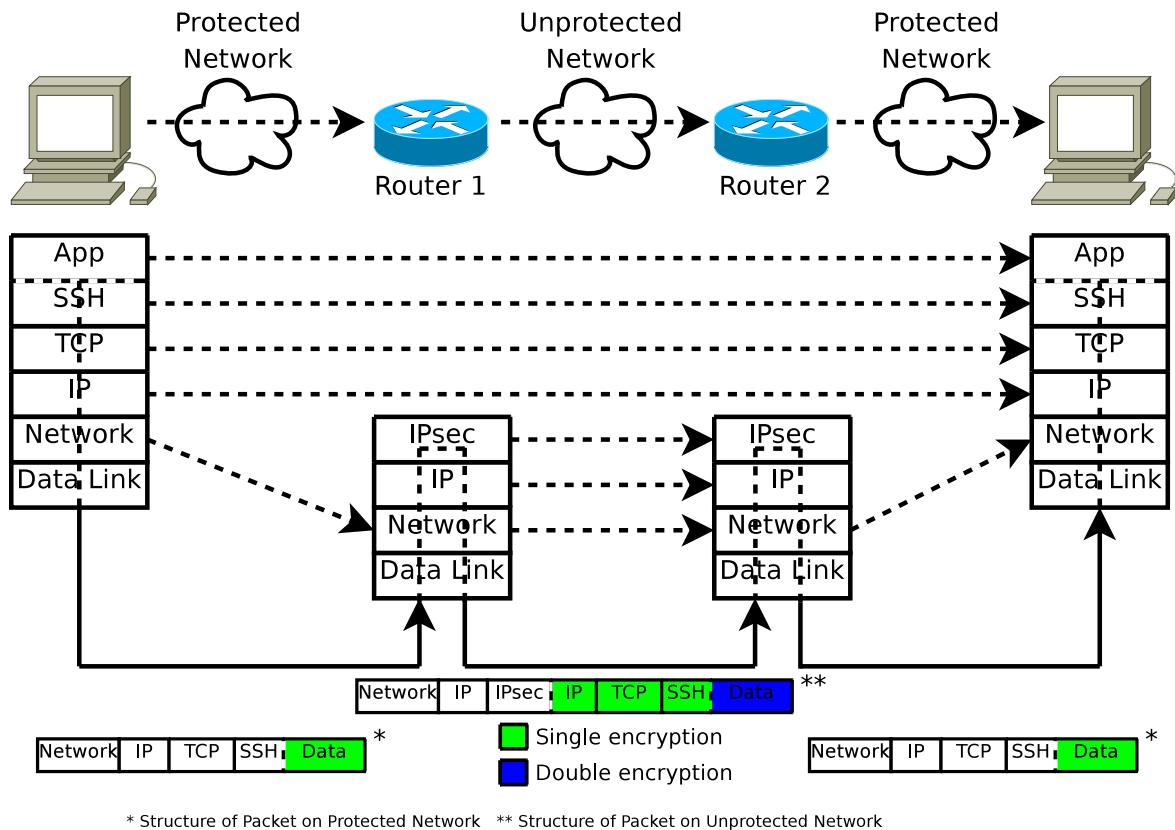 Protected
Network
Unprotected
Network
Protected
Network
Router 1
Router 2
App
SSH
TCP
IP
Network
Data Link
IPsec
IP
Network
Data Link
IPsec
IP
Network
Data Link
App
SSH
TCP
IP
Network
Data Link
Network IP IPsec IP TCP SSH Data **
Single encryption
Double encryption
Network IP TCP SSH Data *
Network IP TCP SSH Data *
* Structure of Packet on Protected Network ** Structure of Packet on Unprotected Network